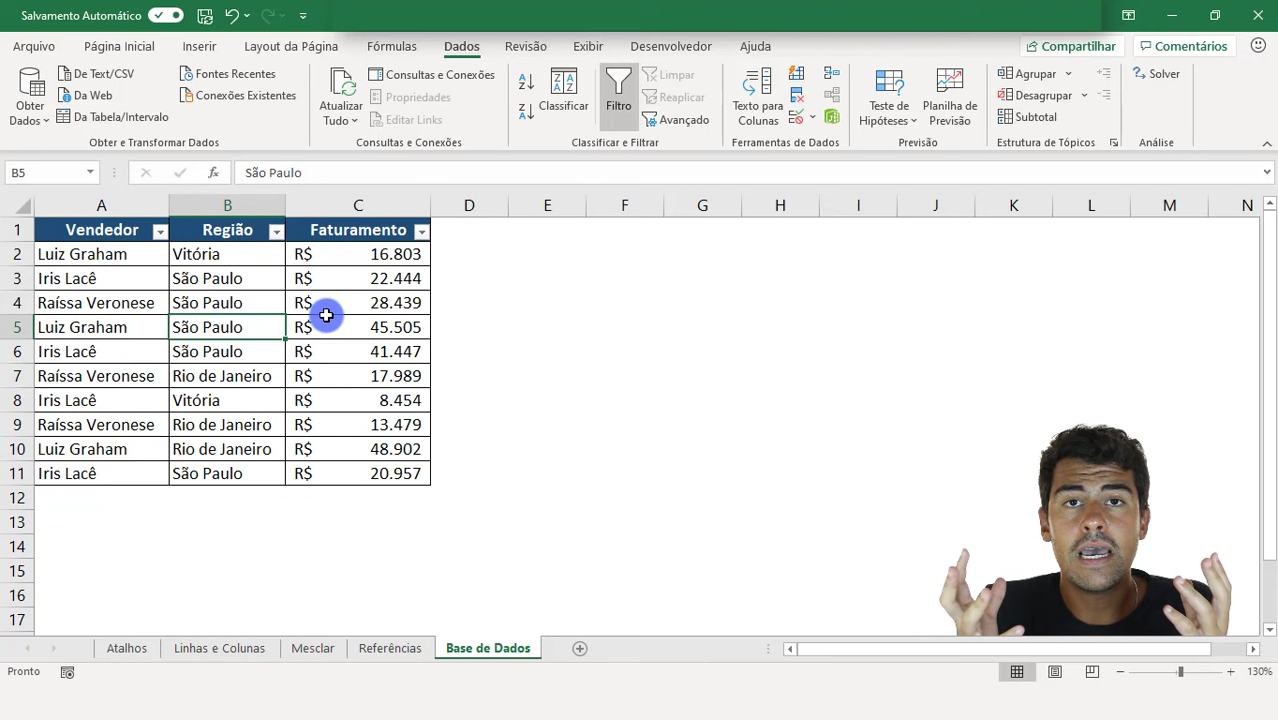 Salvamento Automático
Arquivo Página Inicial Inserir Layout da Página Fórmulas Dados Revisão Exibir Desenvolvedor Ajuda Compartilhar Comentários
Obter Dados
De Text/CSV
Da Web
Da Tabela/Intervalo
Fontes Recentes
Conexões Existentes
Obter e Transformar Dados
Atualizar Tudo
Consultas e Conexões
Propriedades
Editar Links
Consultas e Conexões
Classificar
Filtro
Limpar
Reaplicar
Avançado
Classificar e Filtrar
Texto para Colunas
Ferramentas de Dados
Teste de Hipóteses
Planilha de Previsão
Previsão
Agrupar
Desagrupar
Subtotal
Estrutura de Tópicos
Solver
Análise
B5 fx São Paulo
A B C D E F G H I J K L M N
1 Vendedor Região Faturamento
2 Luiz Graham Vitória R$ 16.803
3 Iris Lacê São Paulo R$ 22.444
4 Raíssa Veronese São Paulo R$ 28.439
5 Luiz Graham São Paulo R$ 45.505
6 Iris Lacê São Paulo R$ 41.447
7 Raíssa Veronese Rio de Janeiro R$ 17.989
8 Iris Lacê Vitória R$ 8.454
9 Raíssa Veronese Rio de Janeiro R$ 13.479
10 Luiz Graham Rio de Janeiro R$ 48.902
11 Iris Lacê São Paulo R$ 20.957
12
13
14
15
16
17
Atalhos Linhas e Colunas Mesclar Referências Base de Dados
Pronto 130%